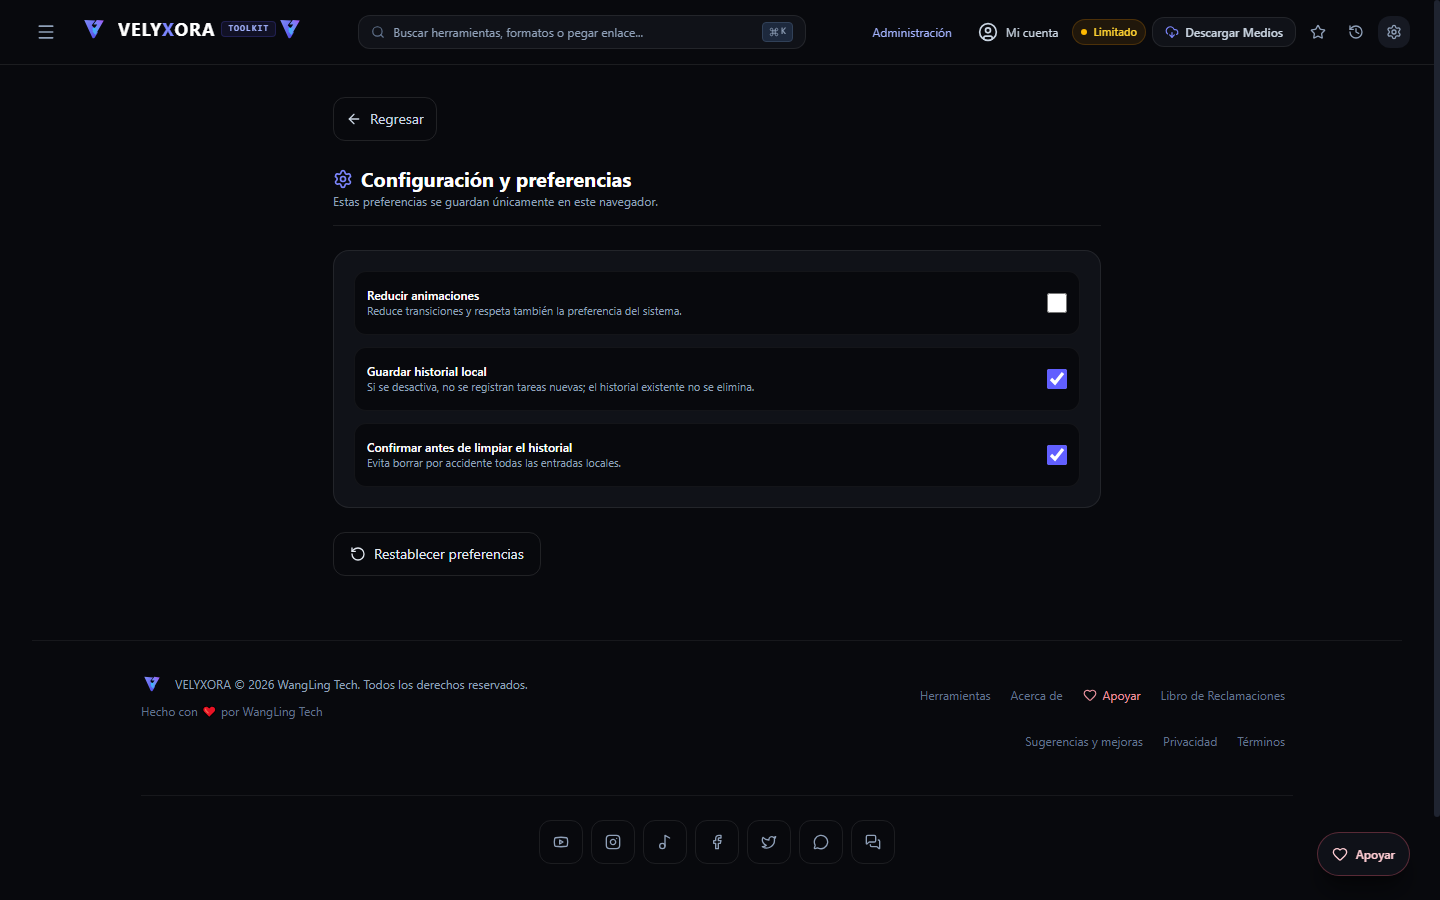 VELYXORA TOOLKIT
Buscar herramientas, formatos o pegar enlace...
⌘ K
Administración
Mi cuenta
Limitado
Descargar Medios
Regresar
Configuración y preferencias
Estas preferencias se guardan únicamente en este navegador.
Reducir animaciones
Reduce transiciones y respeta también la preferencia del sistema.
Guardar historial local
Si se desactiva, no se registran tareas nuevas; el historial existente no se elimina.
Confirmar antes de limpiar el historial
Evita borrar por accidente todas las entradas locales.
Restablecer preferencias
VELYXORA © 2026 WangLing Tech. Todos los derechos reservados.
Hecho con ❤ por WangLing Tech
Herramientas
Acerca de
Apoyar
Libro de Reclamaciones
Sugerencias y mejoras
Privacidad
Términos
Apoyar